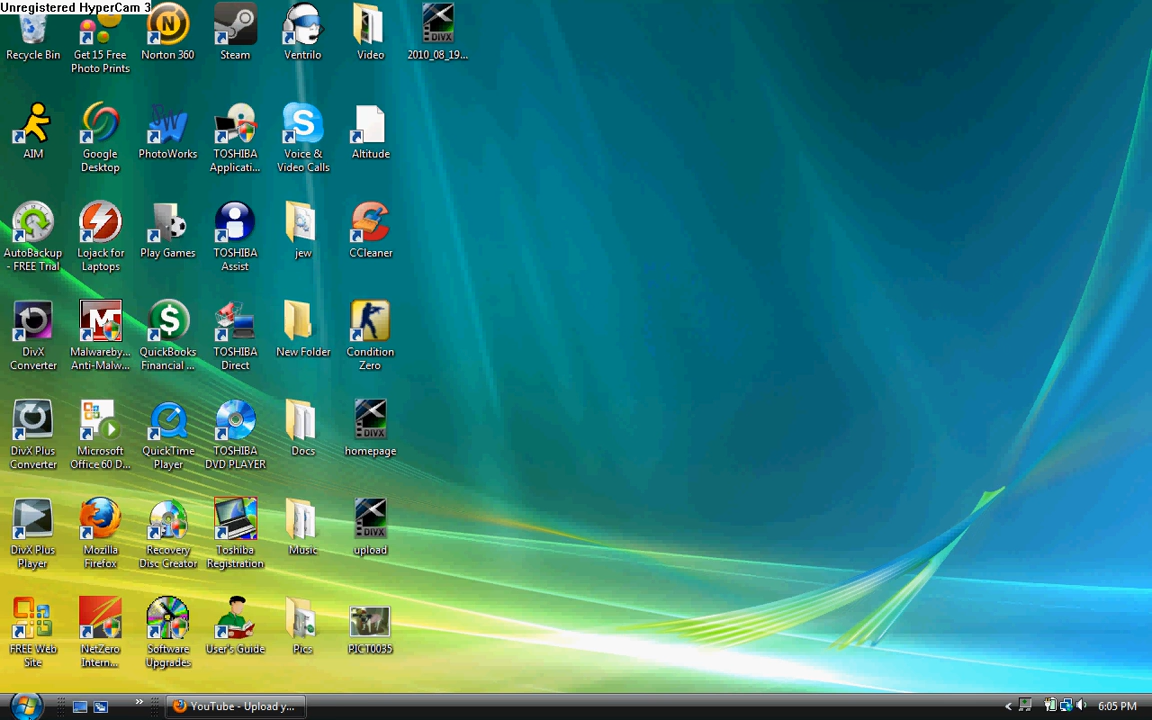 Unregistered HyperCam 3
Recycle Bin
Get 15 Free
Photo Prints
Norton 360
Steam
Ventrilo
Video
2010_08_19...
AIM
Google
Desktop
PhotoWorks
TOSHIBA
Applicati...
Voice &
Video Calls
Altitude
AutoBackup
- FREE Trial
Lojack for
Laptops
Play Games
TOSHIBA
Assist
jew
CCleaner
DivX
Converter
Malwareby...
Anti-Malw...
QuickBooks
Financial ...
TOSHIBA
Direct
New Folder
Condition
Zero
DivX Plus
Converter
Microsoft
Office 60 D...
QuickTime
Player
TOSHIBA
DVD PLAYER
Docs
DIVX
homepage
DivX Plus
Player
Mozilla
Firefox
Recovery
Disc Creator
Toshiba
Registration
Music
DIVX
upload
FREE Web
Site
NetZero
Intern...
Software
Upgrades
User's Guide
Pics
PICT0035
YouTube - Upload y...
6:05 PM